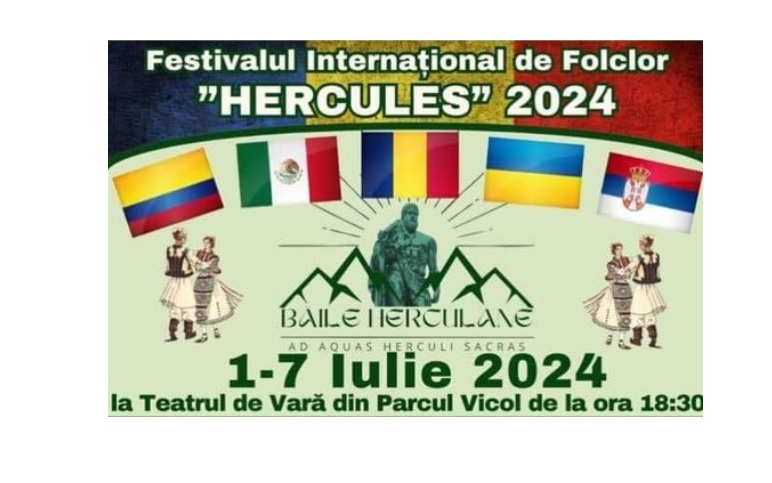 Festivalul Internațional de Folclor
”HERCULES” 2024
BAILE HERCULANE
AD AQUAS HERCULI SACRAS
1-7 Iulie 2024
la Teatrul de Vară din Parcul Vicol de la ora 18:30